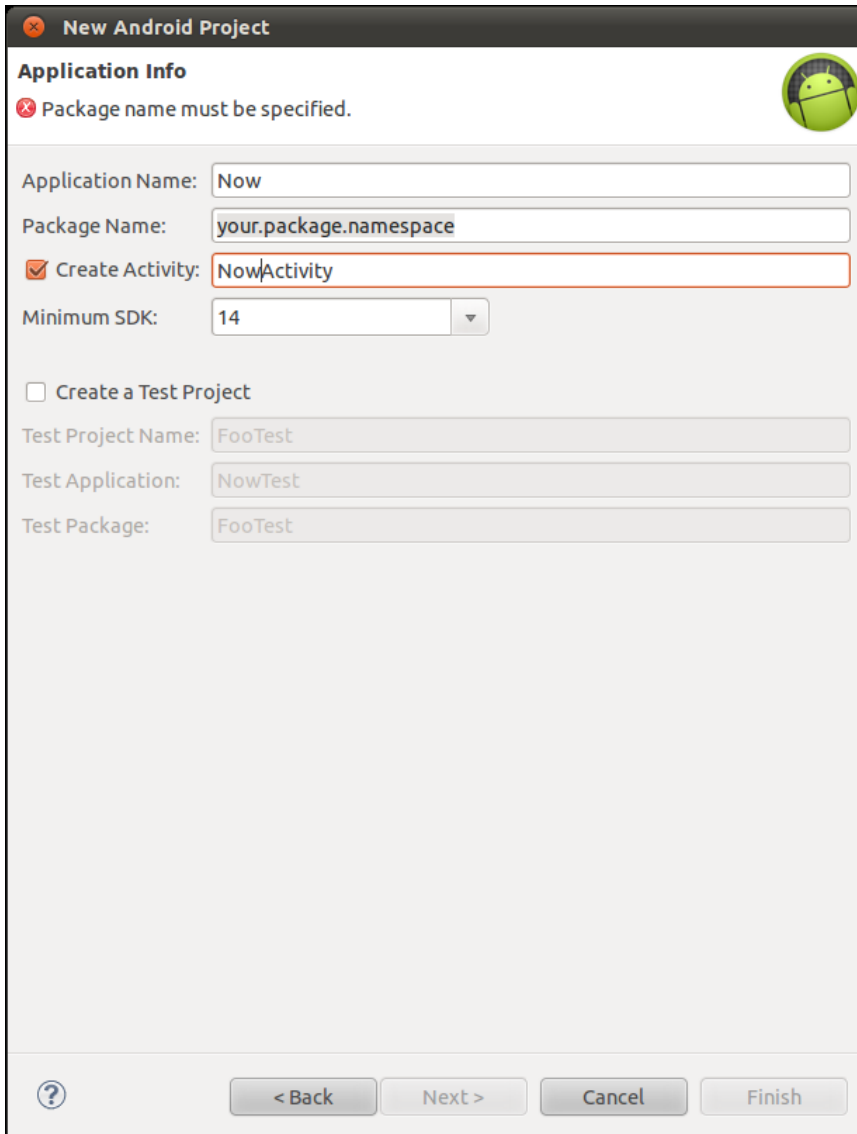 New Android Project
Application Info
Package name must be specified.
Application Name: Now
Package Name: your.package.namespace
Create Activity: NowActivity
Minimum SDK: 14
Create a Test Project
Test Project Name: FooTest
Test Application: NowTest
Test Package: FooTest
? < Back Next > Cancel Finish